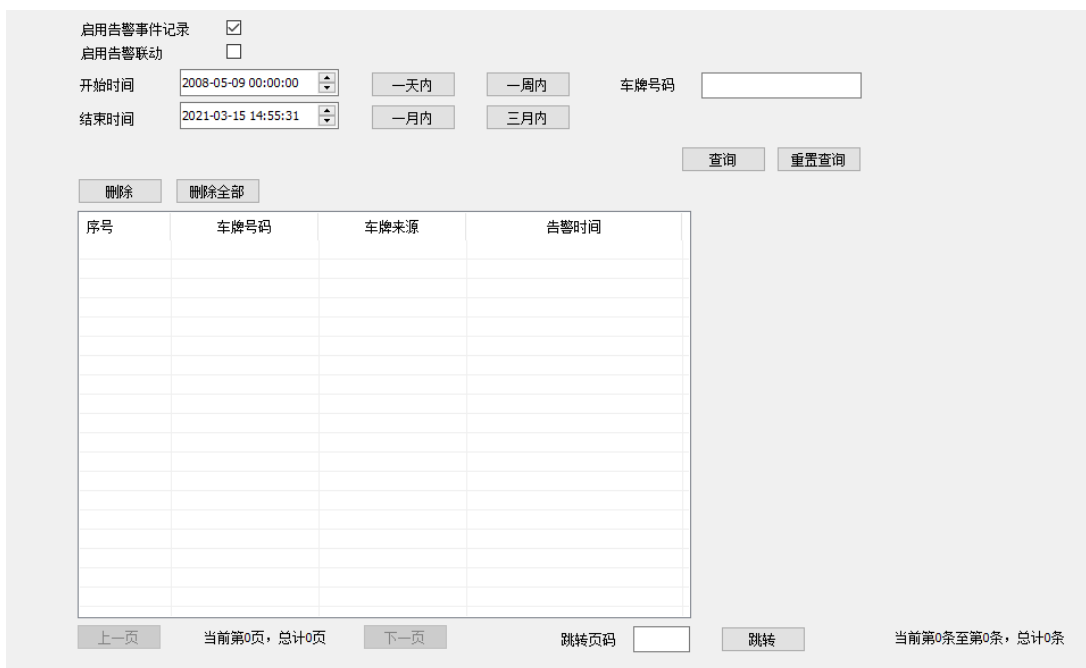 启用告警事件记录
启用告警联动
开始时间 2008-05-09 00:00:00 一天内 一周内 车牌号码
结束时间 2021-03-15 14:55:31 一月内 三月内
查询 重置查询
删除 删除全部
序号 车牌号码 车牌来源 告警时间
上一页 当前第0页，总计0页 下一页 跳转页码 跳转 当前第0条至第0条，总计0条